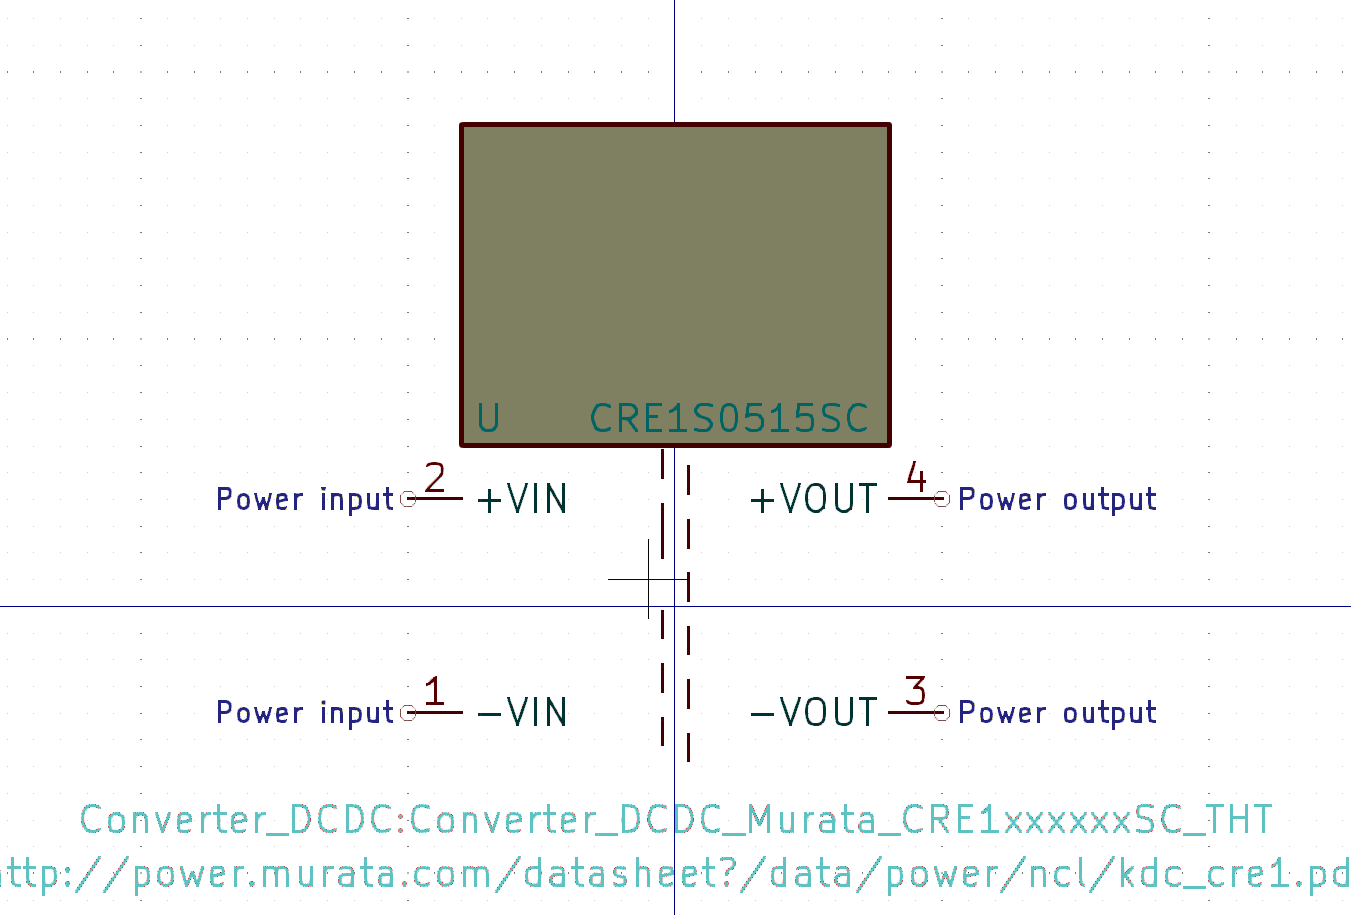 U CRE1S0515SC
2 4
Power input +VIN +VOUT Power output
1 3
Power input -VIN -VOUT Power output
Converter_DCDC:Converter_DCDC_Murata_CRE1xxxxxxSC_THT
ttp://power.murata.com/datasheet?/data/power/ncl/kdc_cre1.pd